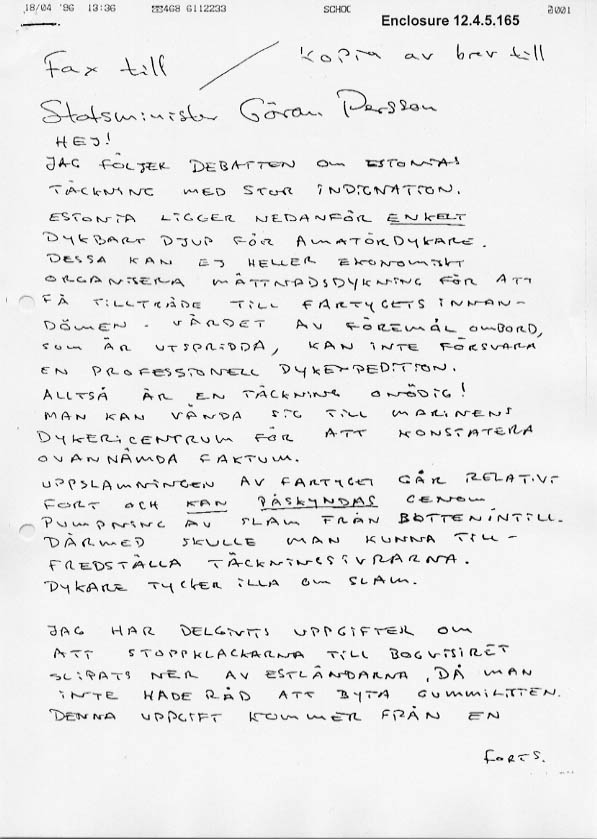 18/04 '96 13:36 468 6112233 SCHOC 001
Enclosure 12.4.5.165
Fax till / Kopia av brev till
Statsminister Göran Persson
HEJ!
JAG FÖLJER DEBATTEN OM ESTONIAS
TÄCKNING MED STOR INDIGNATION.
ESTONIA LIGGER NEDANFÖR ENKELT
DYKBART DJUP FÖR AMATÖRDYKARE.
DESSA KAN EJ HELLER EKONOMISKT
ORGANISERA MÄTTNADSDYKNING FÖR ATT
FÅ TILLTRÄDE TILL FARTYGETS INNAN-
DÖMEN. VÄRDET AV FÖREMÅL OMBORD,
SOM ÄR UTSPRIDDA, KAN INTE FÖRSVARA
EN PROFESSIONELL DYKEXPEDITION.
ALLTSÅ ÄR EN TÄCKNING ONÖDIG!
MAN KAN VÄNDA SIG TILL MARINENS
DYKERICENTRUM FÖR ATT KONSTATERA
OVANNÄMDA FAKTUM.
UPPSLAMNINGEN AV FARTYGET GÅR RELATIVT
FORT OCH KAN PÅSKYNDAS GENOM
PUMPNING AV SLAM FRÅN BOTTEN INTILL.
DÄRMED SKULLE MAN KUNNA TILL-
FREDSTÄLLA TÄCKNINGSIVRARNA.
DYKARE TYCKER ILLA OM SLAM.
JAG HAR DELGIVITS UPPGIFTER OM
ATT STOPPKLACKARNA TILL BOGVISIRET
SLIPATS NER AV ESTLÄNDARNA, DÅ MAN
INTE HADE RÅD ATT BYTA GUMMILISTEN.
DENNA UPPGIFT KOMMER FRÅN EN
FORTS.